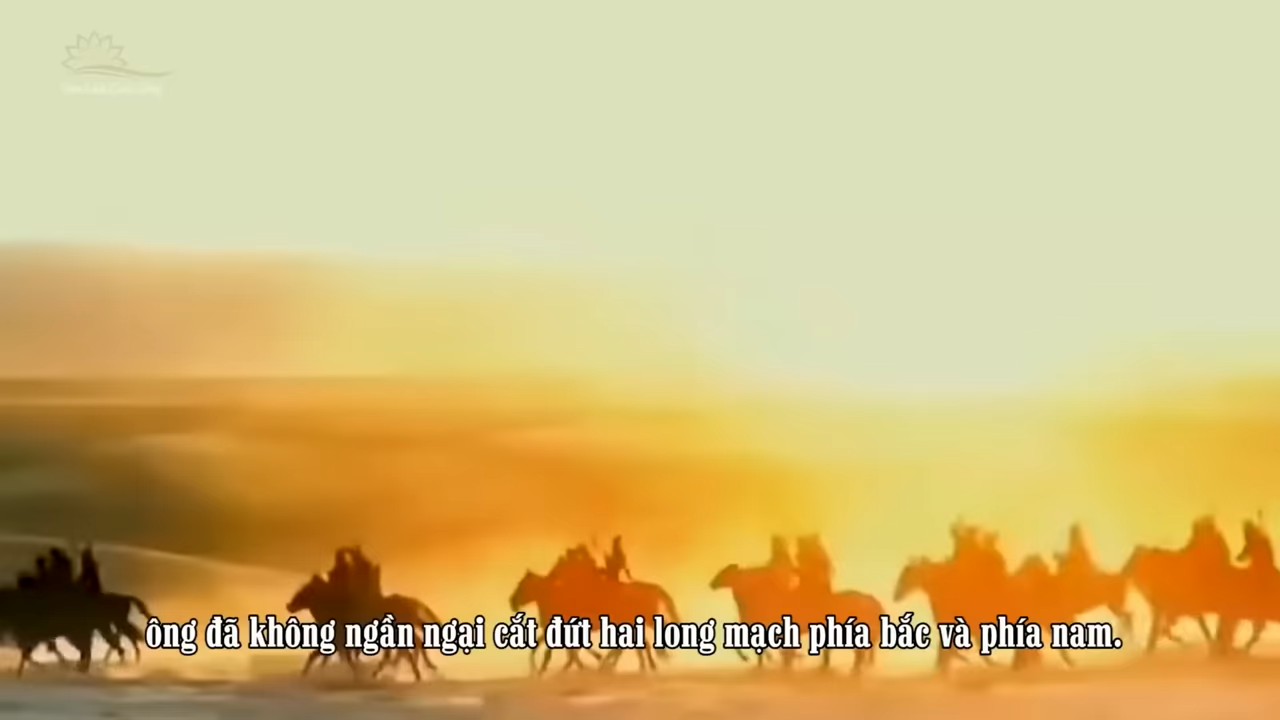 ông đã không ngần ngại cắt đứt hai long mạch phía bắc và phía nam.